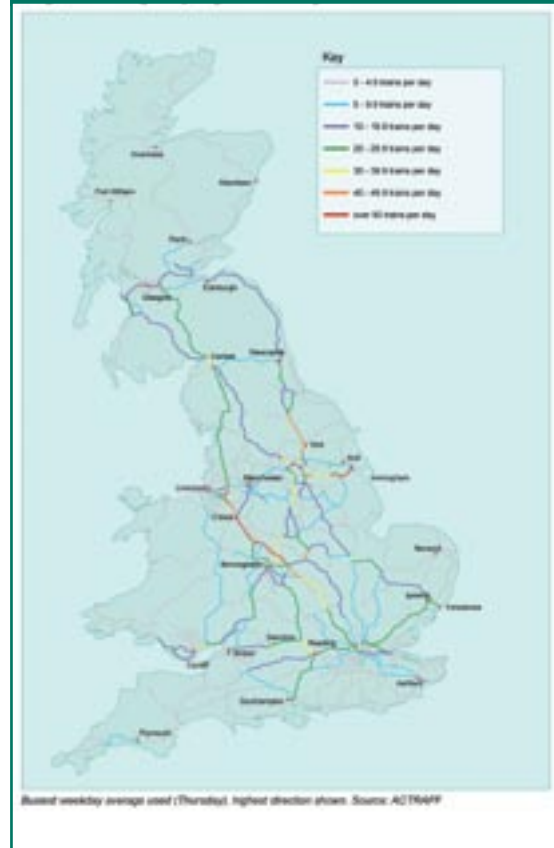 Key
0 - 4.9 trains per day
5 - 9.9 trains per day
10 - 19.9 trains per day
20 - 29.9 trains per day
30 - 39.9 trains per day
40 - 49.9 trains per day
over 50 trains per day
Inverness
Aberdeen
Fort William
Perth
Glasgow
Edinburgh
Carlisle
Newcastle
York
Hull
Liverpool
Manchester
Immingham
Crewe
Norwich
Birmingham
Ipswich
Felixstowe
Cardiff
Bristol
Reading
Ashford
Southampton
Plymouth
Busiest weekday average used (Thursday), highest direction shown. Source: ACTRAFF